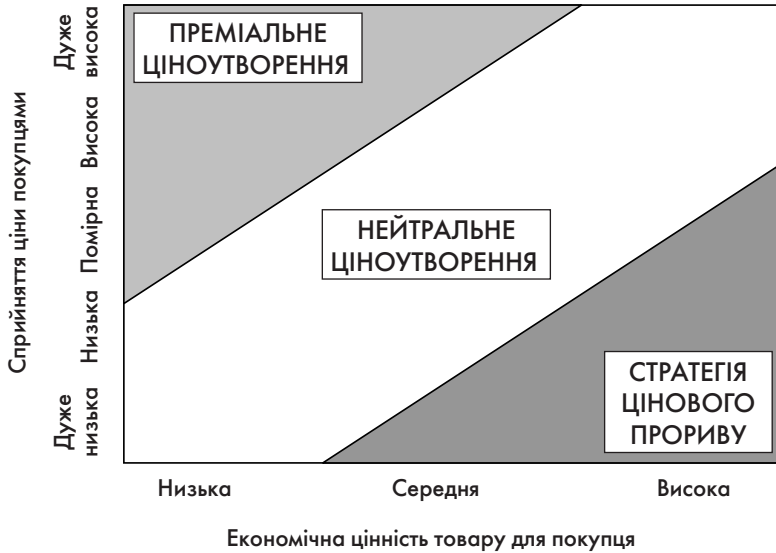 ПРЕМІАЛЬНЕ
ЦІНОУТВОРЕННЯ
НЕЙТРАЛЬНЕ
ЦІНОУТВОРЕННЯ
СТРАТЕГІЯ
ЦІНОВОГО
ПРОРИВУ
Сприйняття ціни покупцями
Дуже
висока
Висока
Помірна
Низька
Дуже
низька
Низька
Середня
Висока
Економічна цінність товару для покупця